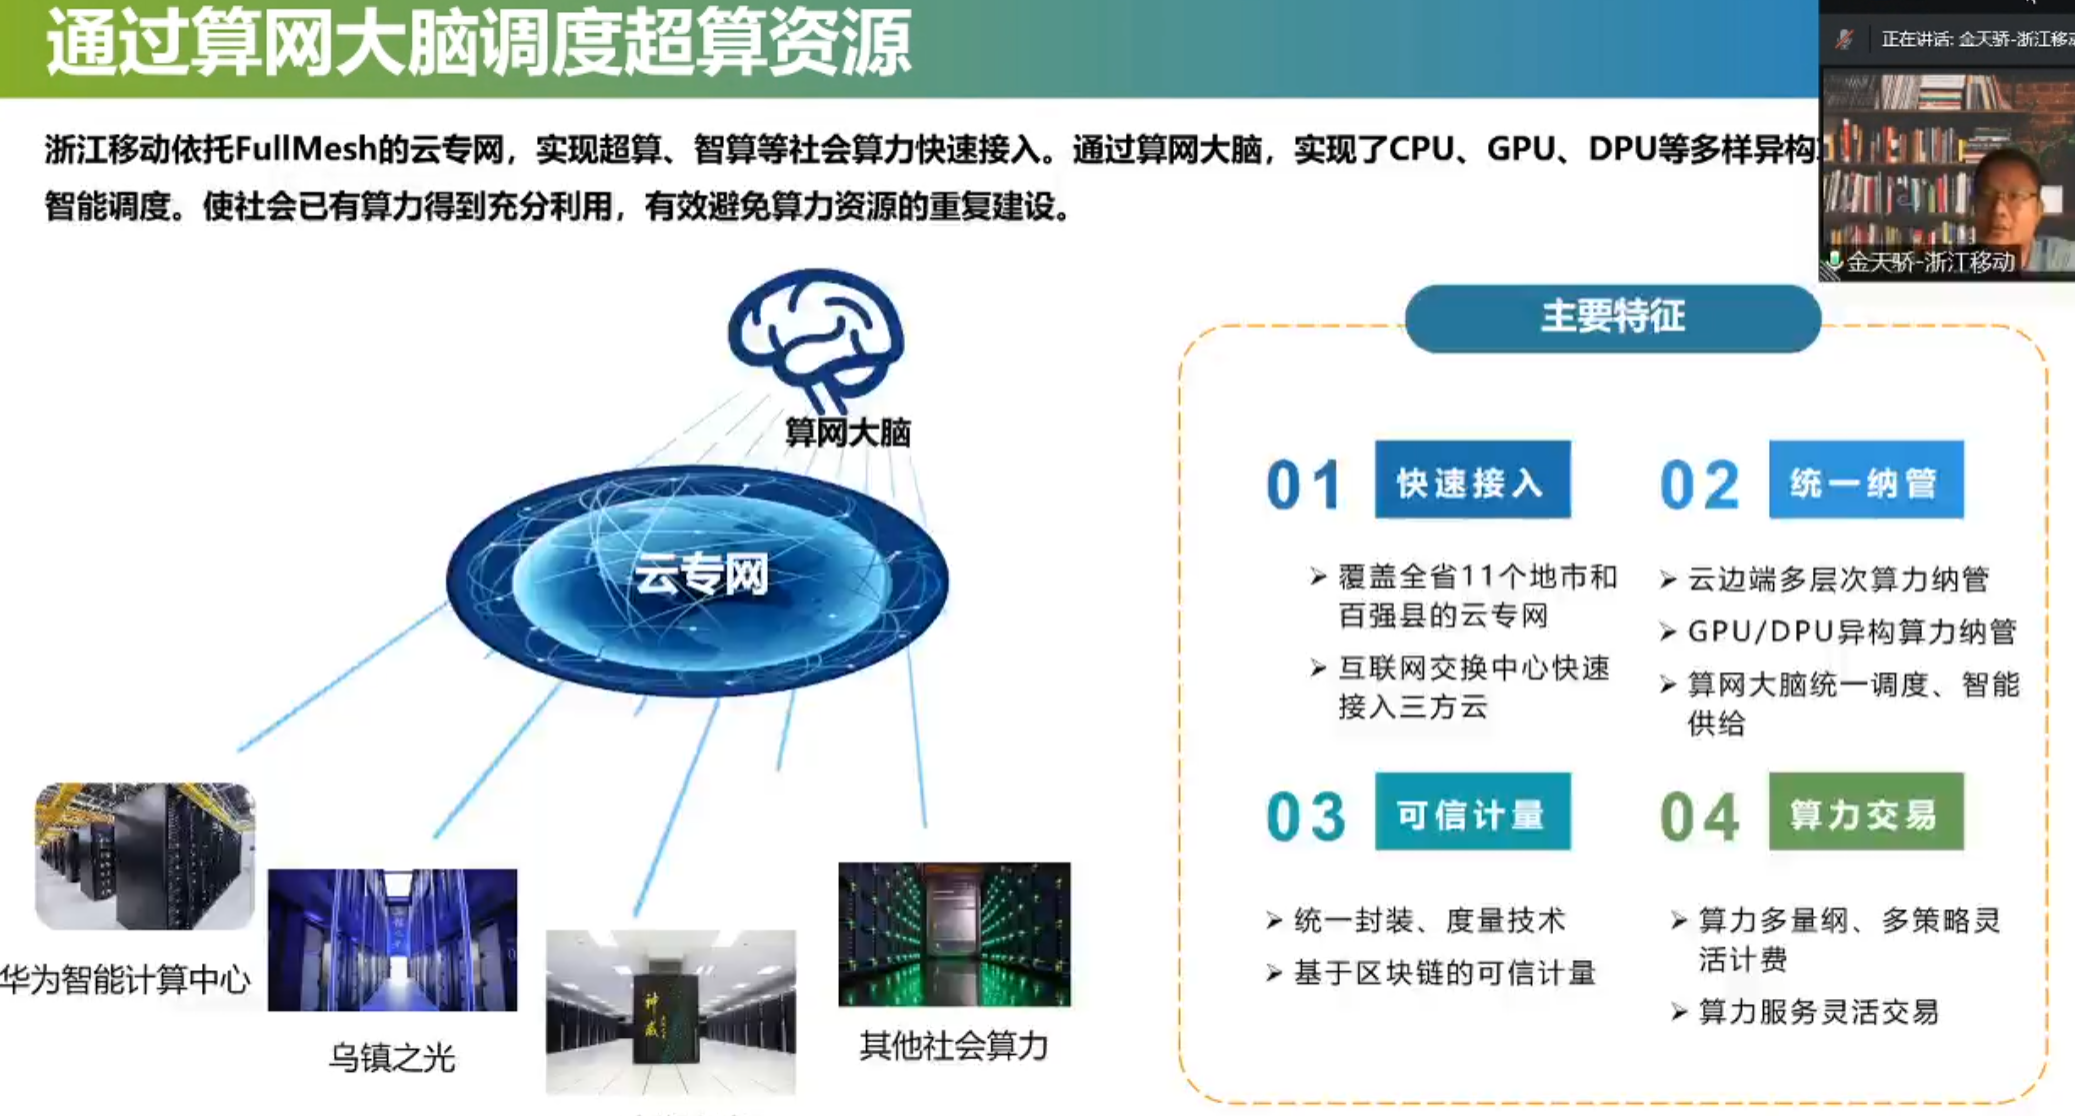 通过算网大脑调度超算资源
正在讲话: 金天骄-浙江移
浙江移动依托FullMesh的云专网，实现超算、智算等社会算力快速接入。通过算网大脑，实现了CPU、GPU、DPU等多样异构
智能调度。使社会已有算力得到充分利用，有效避免算力资源的重复建设。
金天骄-浙江移动
算网大脑
云专网
华为智能计算中心
乌镇之光
神威
其他社会算力
主要特征
01 快速接入
➢ 覆盖全省11个地市和
百强县的云专网
➢ 互联网交换中心快速
接入三方云
02 统一纳管
➢ 云边端多层次算力纳管
➢ GPU/DPU异构算力纳管
➢ 算网大脑统一调度、智能
供给
03 可信计量
➢ 统一封装、度量技术
➢ 基于区块链的可信计量
04 算力交易
➢ 算力多量纲、多策略灵
活计费
➢ 算力服务灵活交易